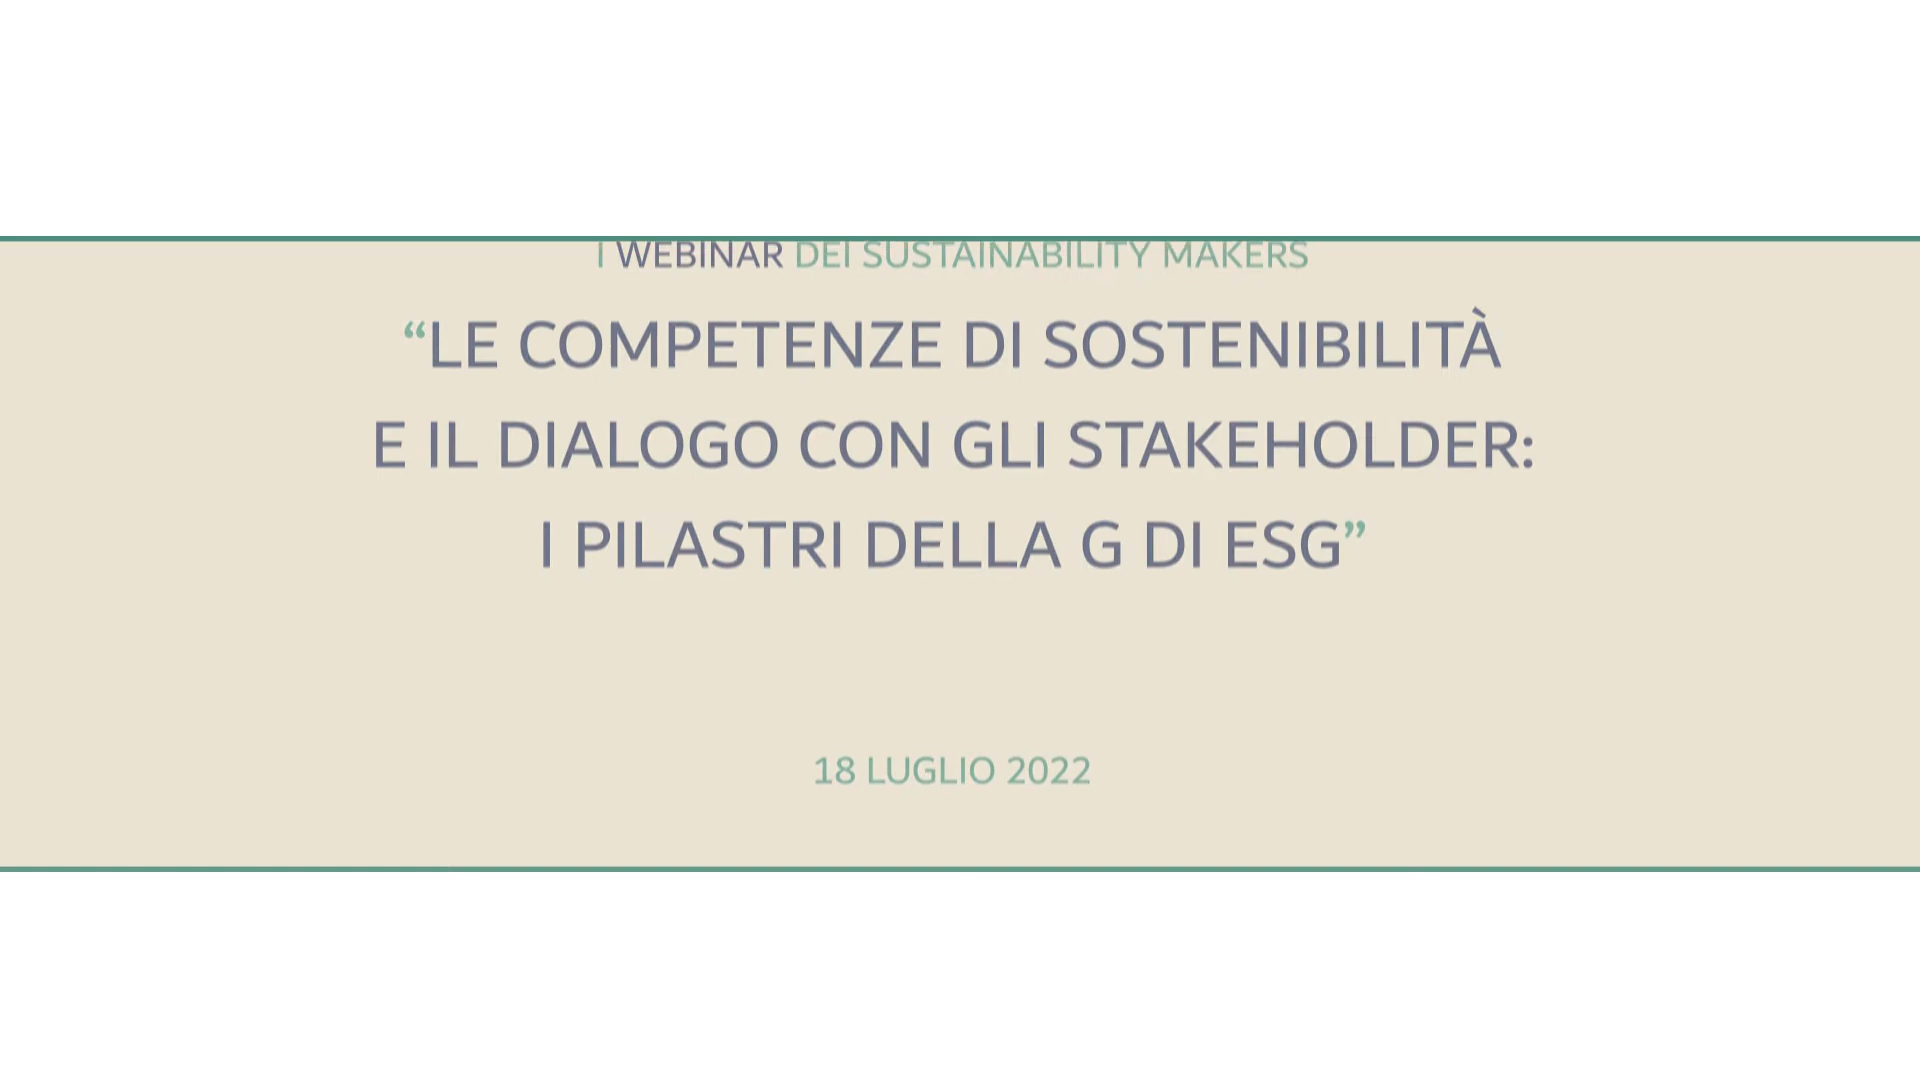 I WEBINAR DEI SUSTAINABILITY MAKERS
“LE COMPETENZE DI SOSTENIBILITÀ
E IL DIALOGO CON GLI STAKEHOLDER:
I PILASTRI DELLA G DI ESG”
18 LUGLIO 2022